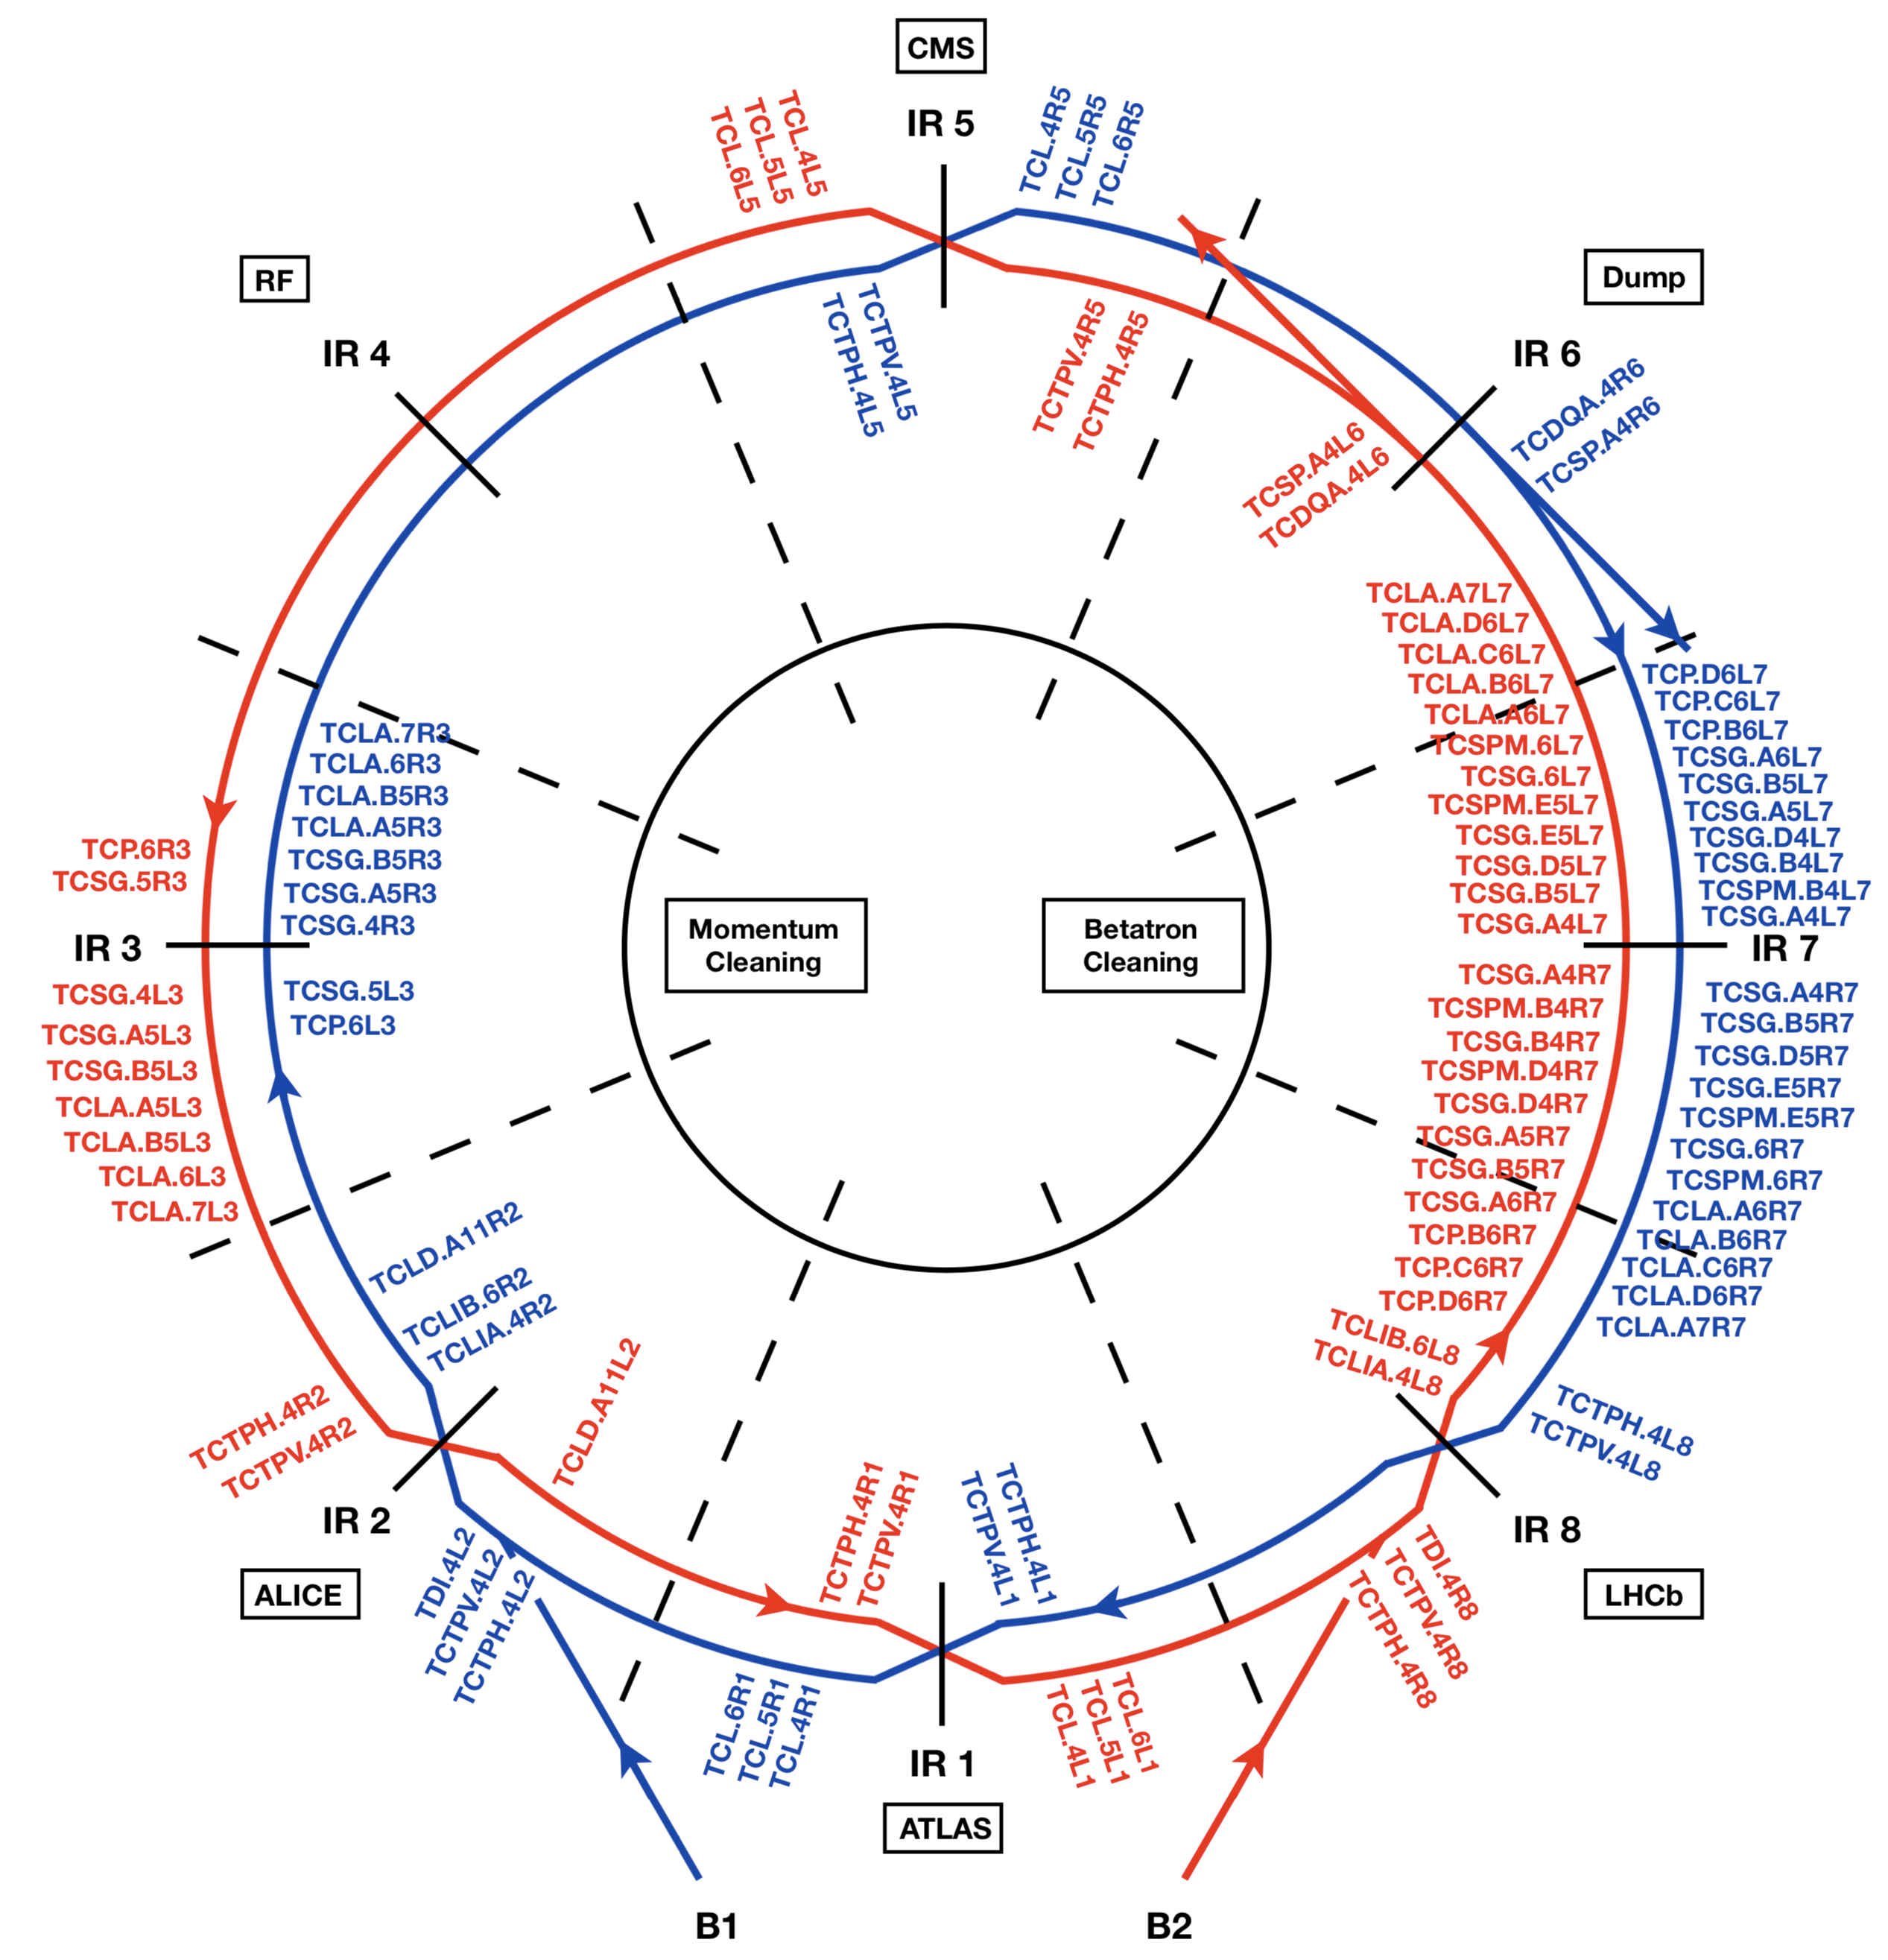 CMS
IR 5
TCL.6L5
TCL.5L5
TCL.4L5
TCL.4R5
TCL.5R5
TCL.6R5
TCTPH.4L5
TCTPV.4L5
TCTPV.4R5
TCTPH.4R5
RF
IR 4
Dump
IR 6
TCDQA.4R6
TCSP.A4R6
TCSP.A4L6
TCDQA.4L6
TCLA.A7L7
TCLA.D6L7
TCLA.C6L7
TCLA.B6L7
TCLA.A6L7
TCSPM.6L7
TCSG.6L7
TCSPM.E5L7
TCSG.E5L7
TCSG.D5L7
TCSG.B5L7
TCSG.A4L7
TCP.D6L7
TCP.C6L7
TCP.B6L7
TCSG.A6L7
TCSG.B5L7
TCSG.A5L7
TCSG.D4L7
TCSG.B4L7
TCSPM.B4L7
TCSG.A4L7
TCLA.7R3
TCLA.6R3
TCLA.B5R3
TCLA.A5R3
TCSG.B5R3
TCSG.A5R3
TCSG.4R3
TCP.6R3
TCSG.5R3
IR 3
Momentum
Cleaning
Betatron
Cleaning
IR 7
TCSG.4L3
TCSG.A5L3
TCSG.B5L3
TCLA.A5L3
TCLA.B5L3
TCLA.6L3
TCLA.7L3
TCSG.5L3
TCP.6L3
TCSG.A4R7
TCSPM.B4R7
TCSG.B4R7
TCSPM.D4R7
TCSG.D4R7
TCSG.A5R7
TCSG.B5R7
TCSG.A6R7
TCP.B6R7
TCP.C6R7
TCP.D6R7
TCSG.A4R7
TCSG.B5R7
TCSG.D5R7
TCSG.E5R7
TCSPM.E5R7
TCSG.6R7
TCSPM.6R7
TCLA.A6R7
TCLA.B6R7
TCLA.C6R7
TCLA.D6R7
TCLA.A7R7
TCLD.A11R2
TCLIB.6R2
TCLIA.4R2
TCTPH.4R2
TCTPV.4R2
IR 2
ALICE
TCLD.A11L2
TDI.4L2
TCTPV.4L2
TCTPH.4L2
TCLIB.6L8
TCLIA.4L8
TCTPH.4L8
TCTPV.4L8
IR 8
LHCb
TDI.4R8
TCTPV.4R8
TCTPH.4R8
TCTPH.4R1
TCTPV.4R1
TCTPV.4L1
TCTPH.4L1
TCL.6R1
TCL.5R1
TCL.4R1
TCL.4L1
TCL.5L1
TCL.6L1
IR 1
ATLAS
B1
B2